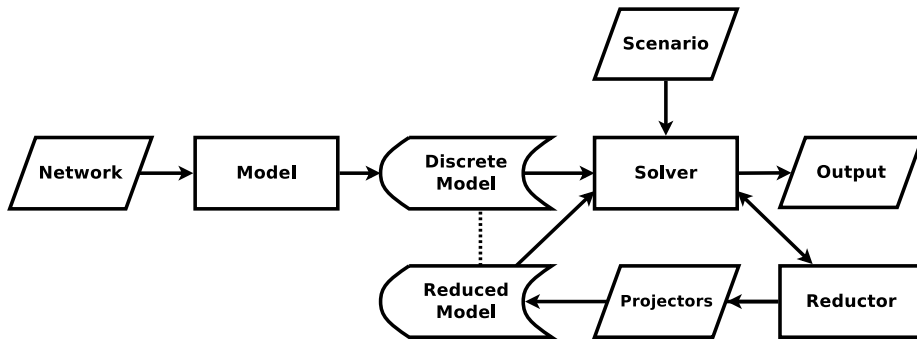 Scenario
Network
Model
Discrete
Model
Solver
Output
Reduced
Model
Projectors
Reductor